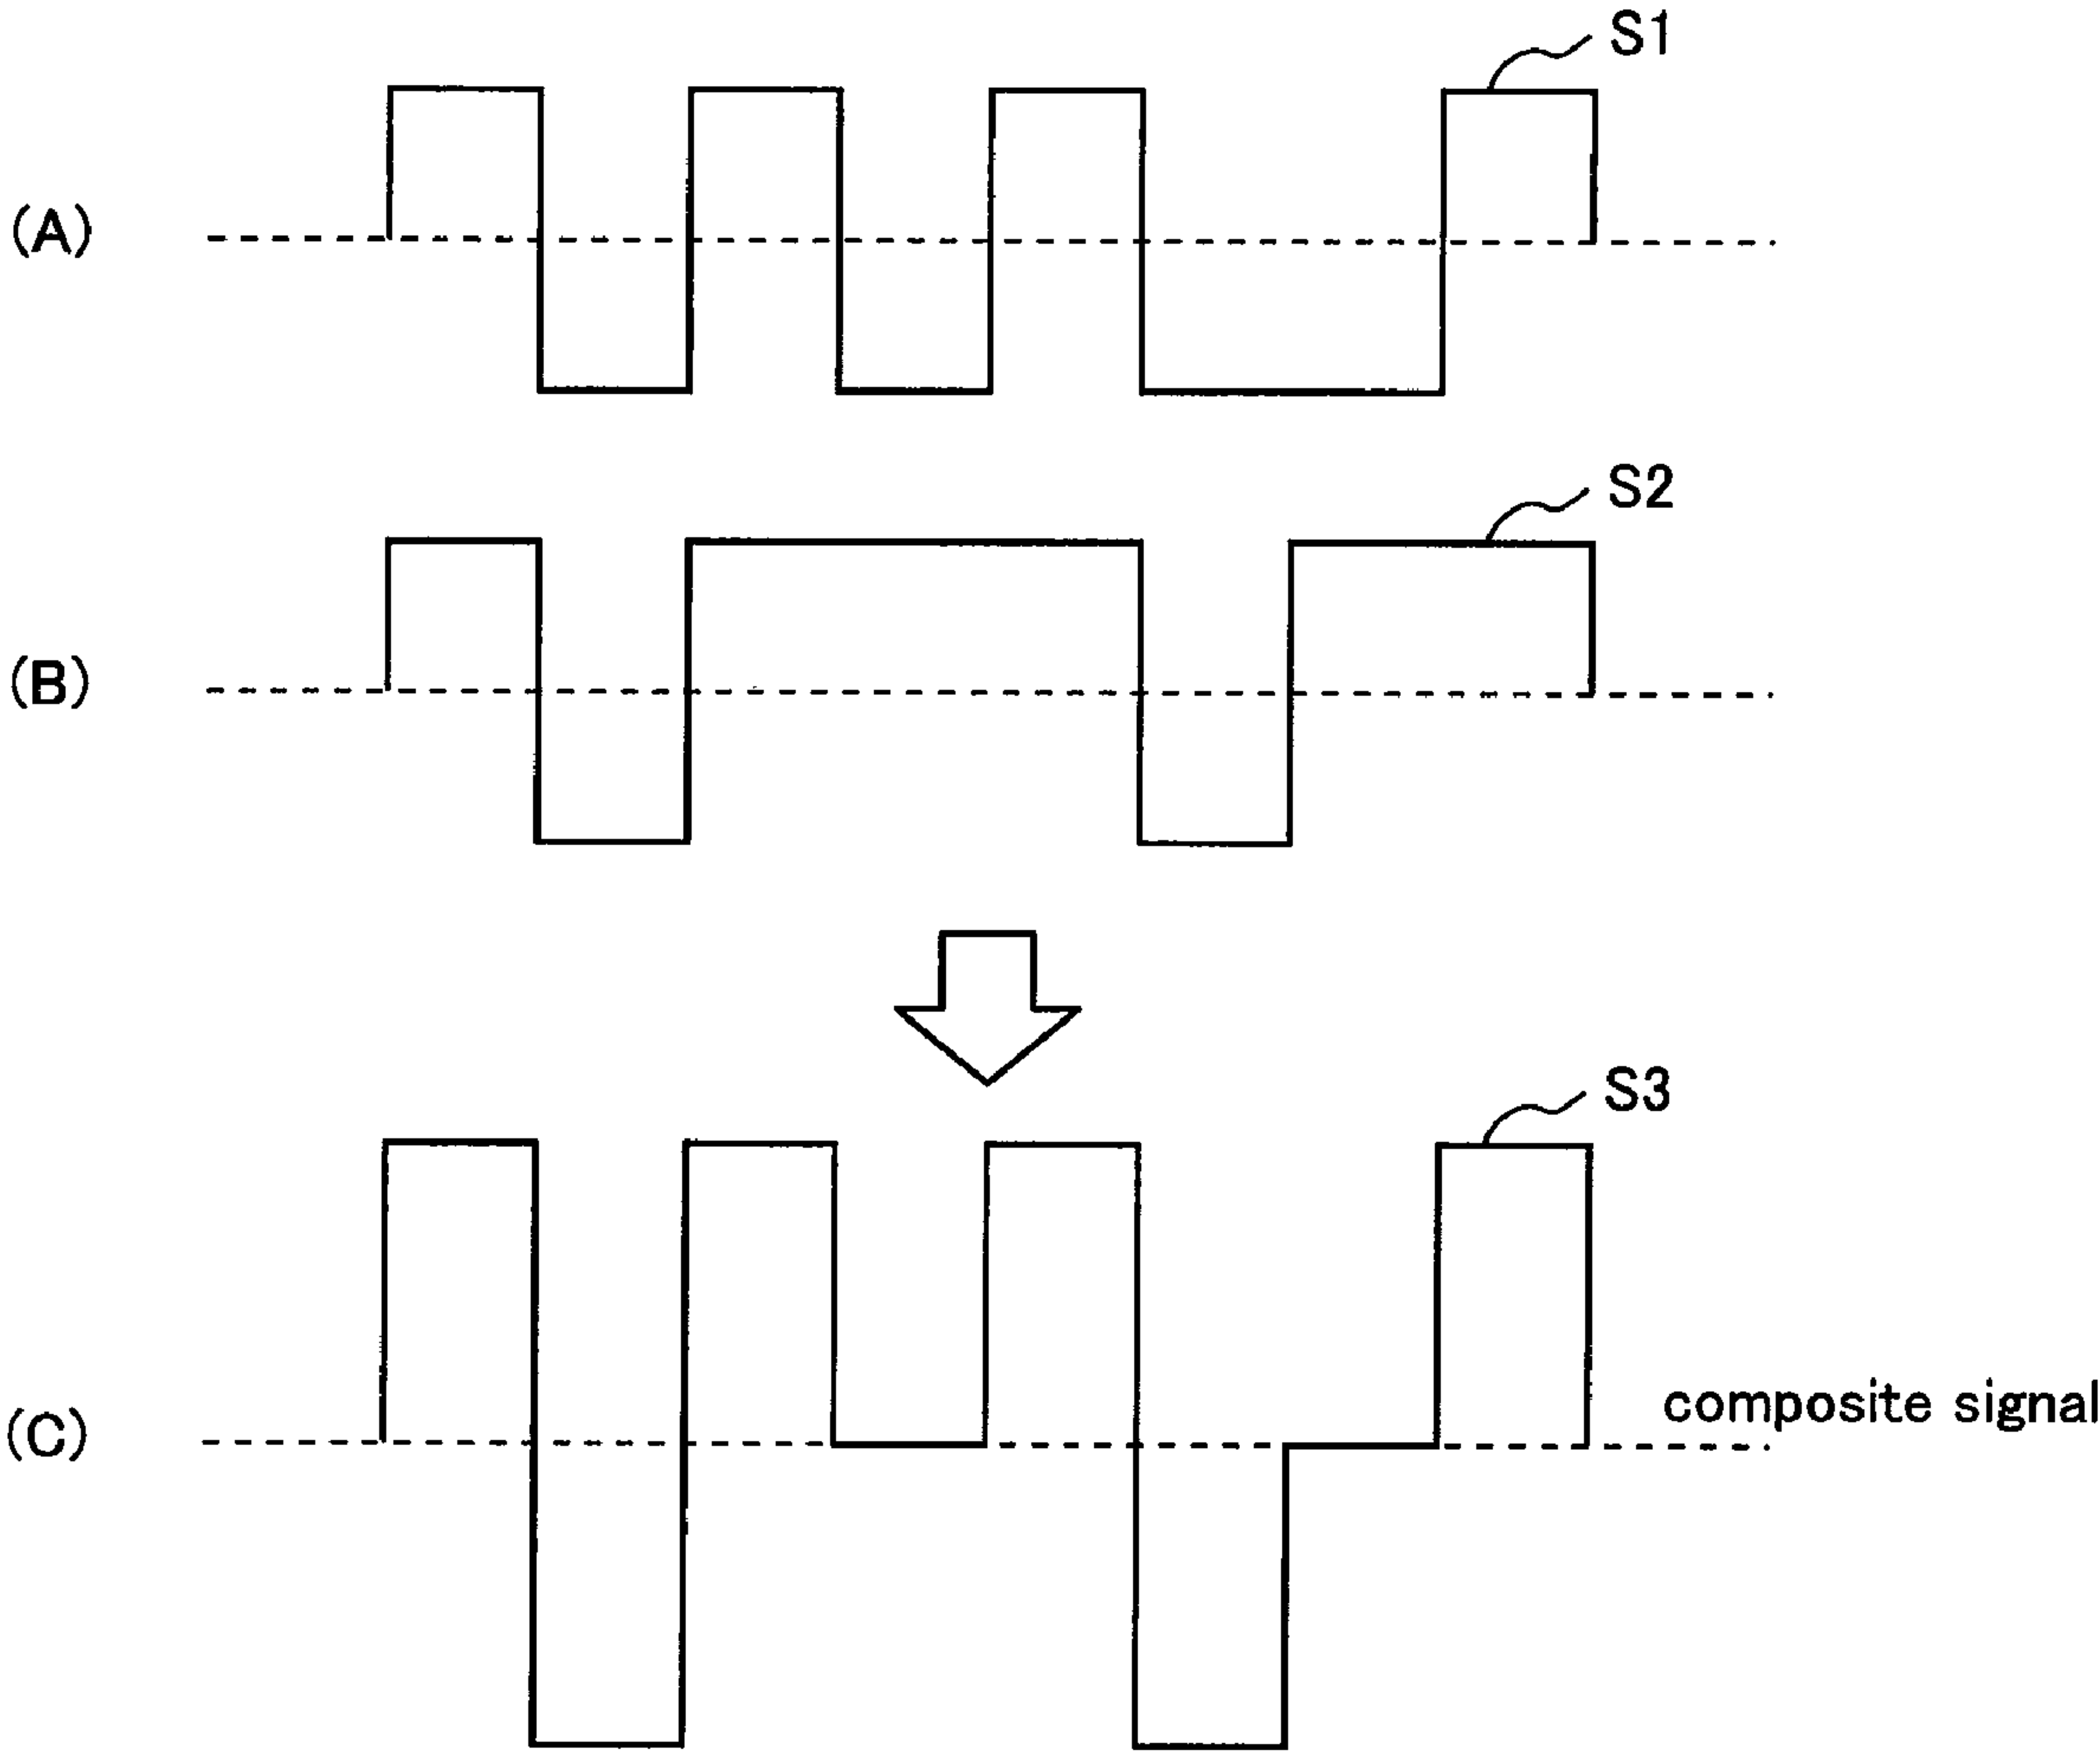 S1
(A)
S2
(B)
S3
composite signal
(C)